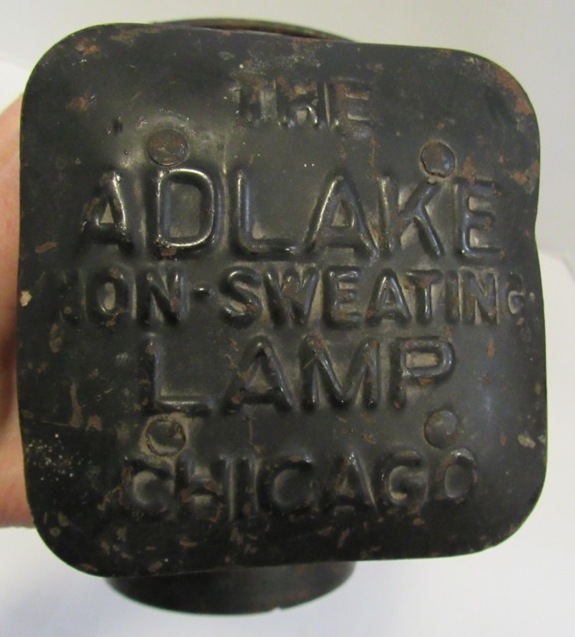 THE
ADLAKE
NON-SWEATING
LAMP
CHICAGO